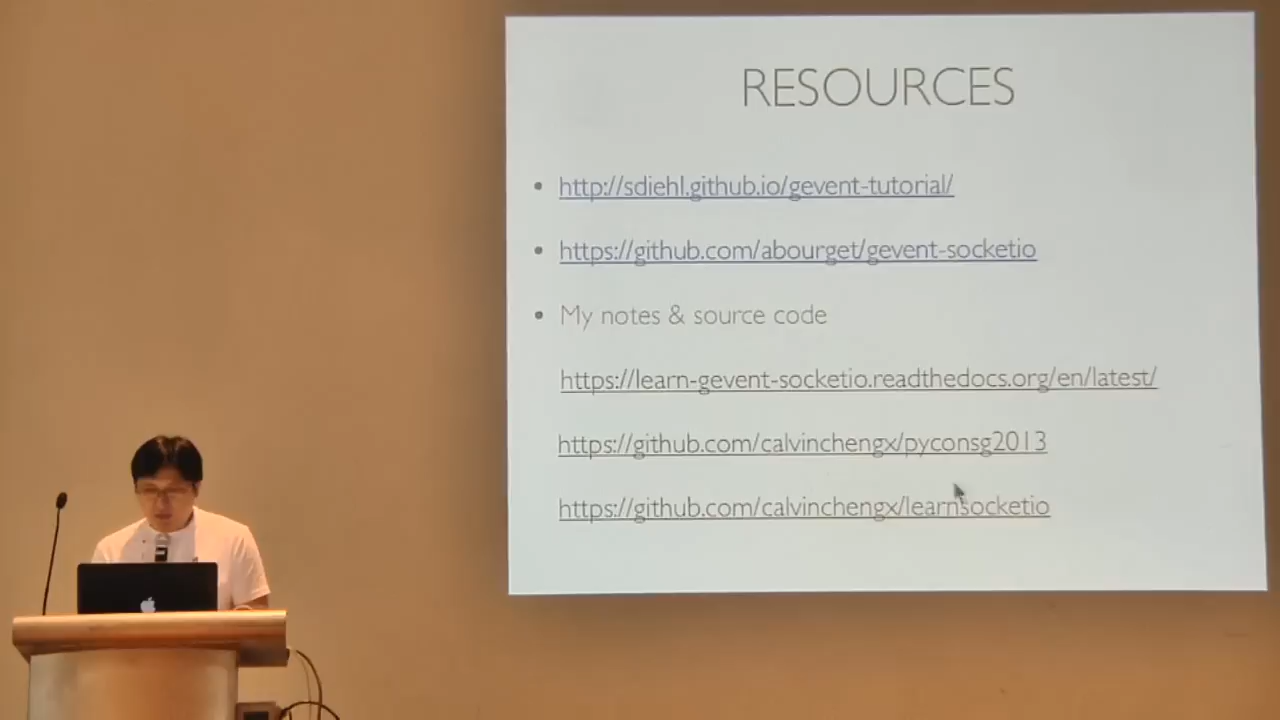 RESOURCES
• http://sdiehl.github.io/gevent-tutorial/
• https://github.com/abourget/gevent-socketio
• My notes & source code
https://learn-gevent-socketio.readthedocs.org/en/latest/
https://github.com/calvinchengx/pyconsg2013
https://github.com/calvinchengx/learnsocketio